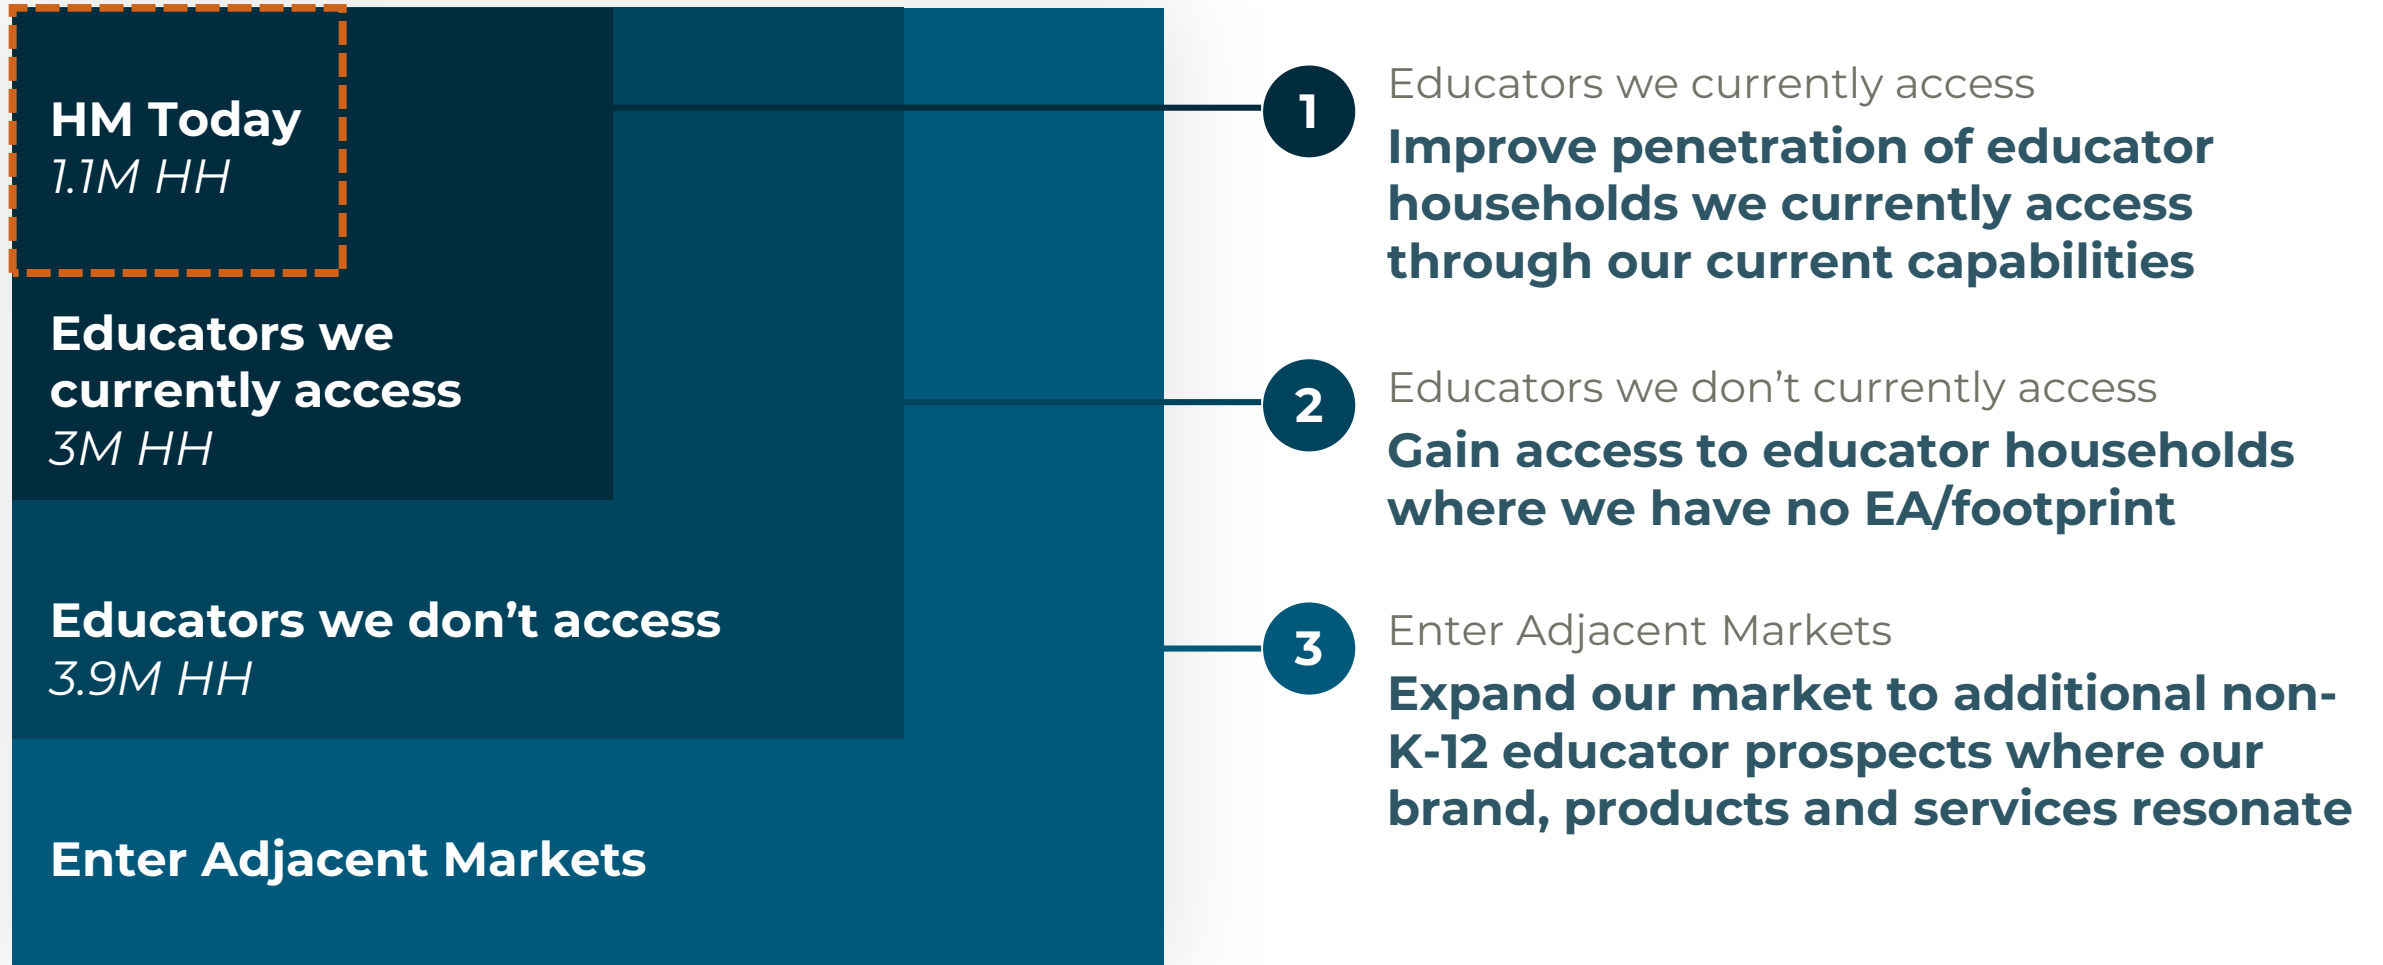 HM Today
1.1M HH
Educators we
currently access
3M HH
Educators we don’t access
3.9M HH
Enter Adjacent Markets
1
Educators we currently access
Improve penetration of educator
households we currently access
through our current capabilities
2
Educators we don’t currently access
Gain access to educator households
where we have no EA/footprint
3
Enter Adjacent Markets
Expand our market to additional non-
K-12 educator prospects where our
brand, products and services resonate